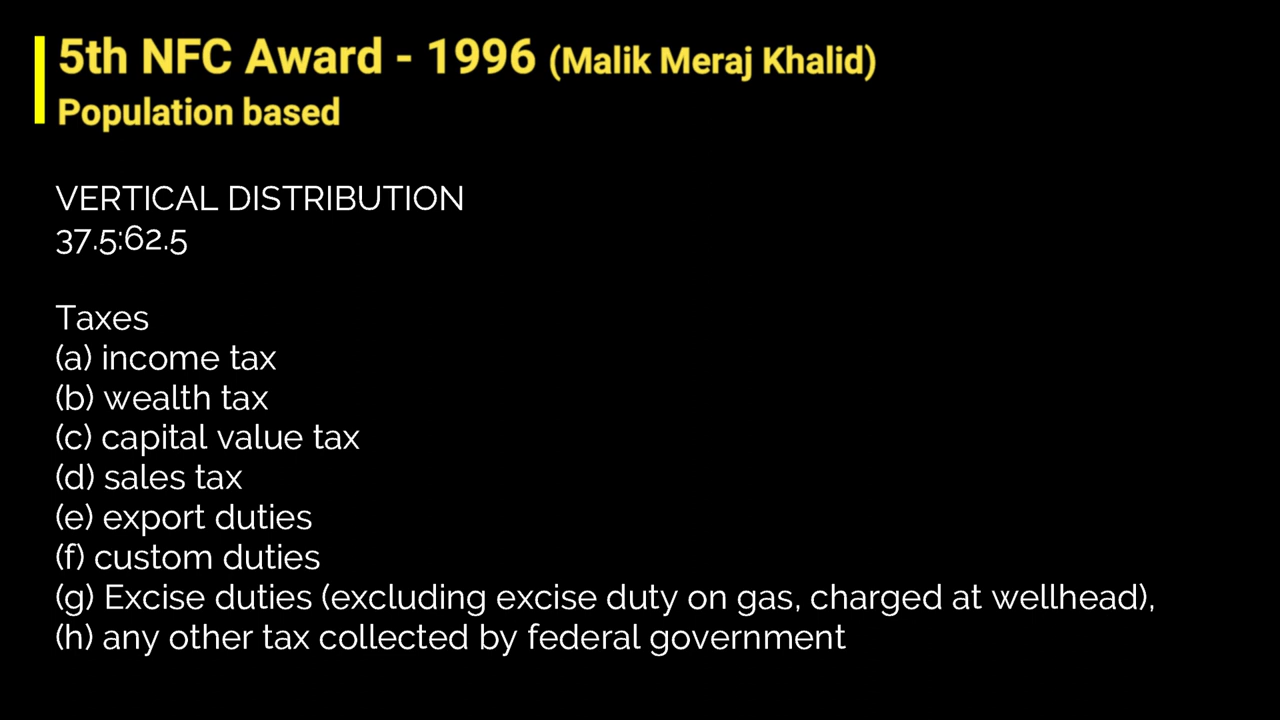 5th NFC Award - 1996 (Malik Meraj Khalid)
Population based
VERTICAL DISTRIBUTION
37.5:62.5
Taxes
(a) income tax
(b) wealth tax
(c) capital value tax
(d) sales tax
(e) export duties
(f) custom duties
(g) Excise duties (excluding excise duty on gas, charged at wellhead),
(h) any other tax collected by federal government